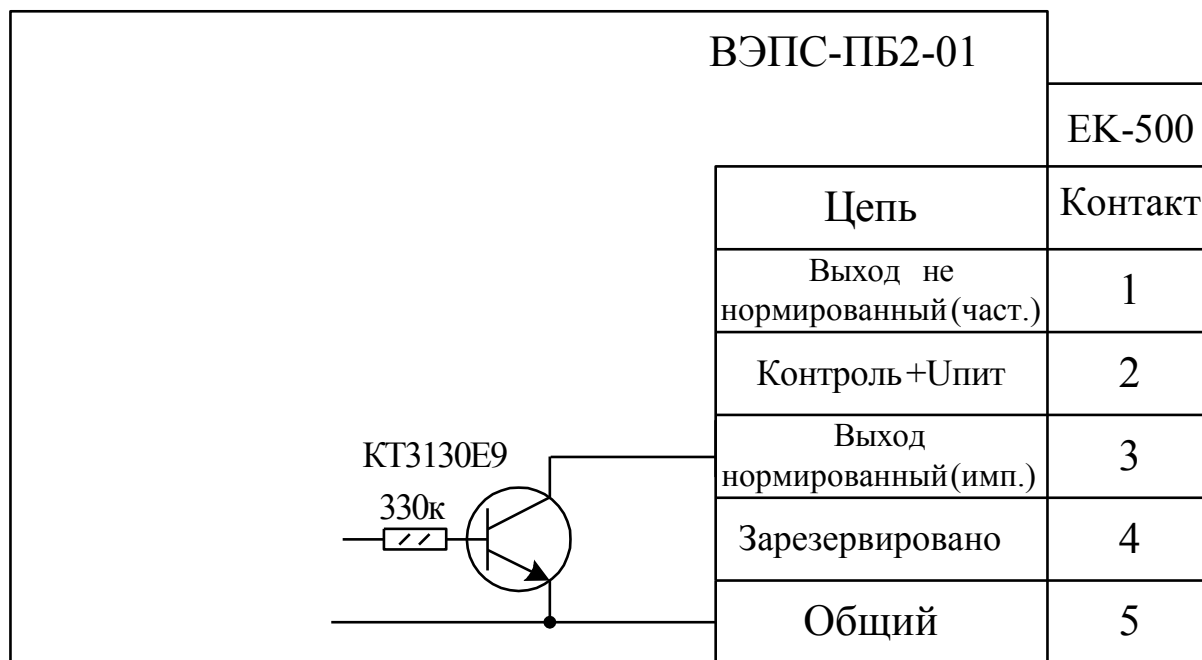 ВЭПС-ПБ2-01
EK-500
Цепь Контакт
Выход не
нормированный (част.) 1
Контроль +Uпит 2
Выход
нормированный (имп.) 3
КТ3130Е9
330к
Зарезервировано 4
Общий 5